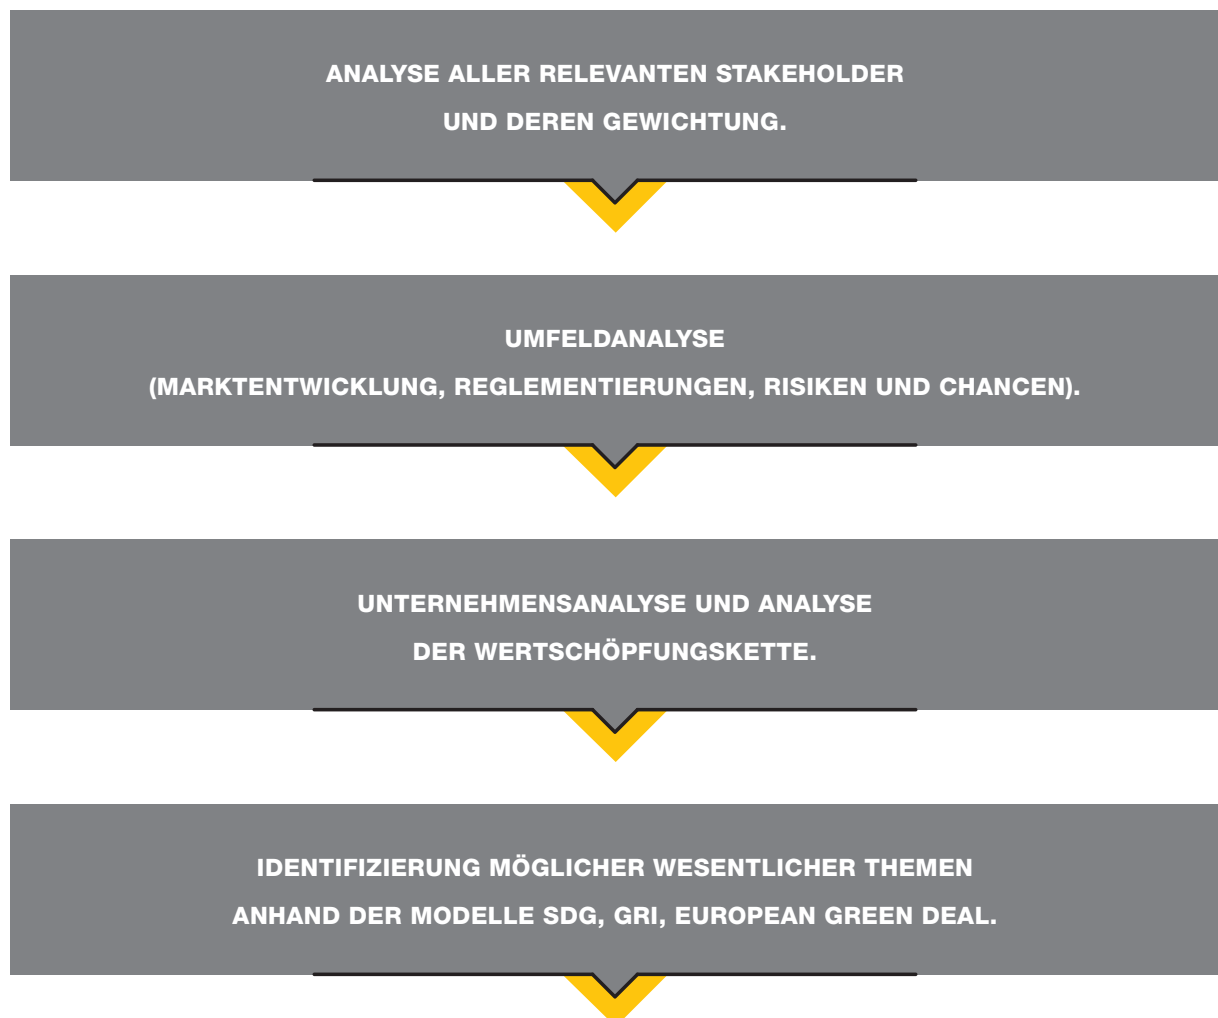 ANALYSE ALLER RELEVANTEN STAKEHOLDER
UND DEREN GEWICHTUNG.
UMFELDANALYSE
(MARKTENTWICKLUNG, REGLEMENTIERUNGEN, RISIKEN UND CHANCEN).
UNTERNEHMENSANALYSE UND ANALYSE
DER WERTSCHÖPFUNGSKETTE.
IDENTIFIZIERUNG MÖGLICHER WESENTLICHER THEMEN
ANHAND DER MODELLE SDG, GRI, EUROPEAN GREEN DEAL.